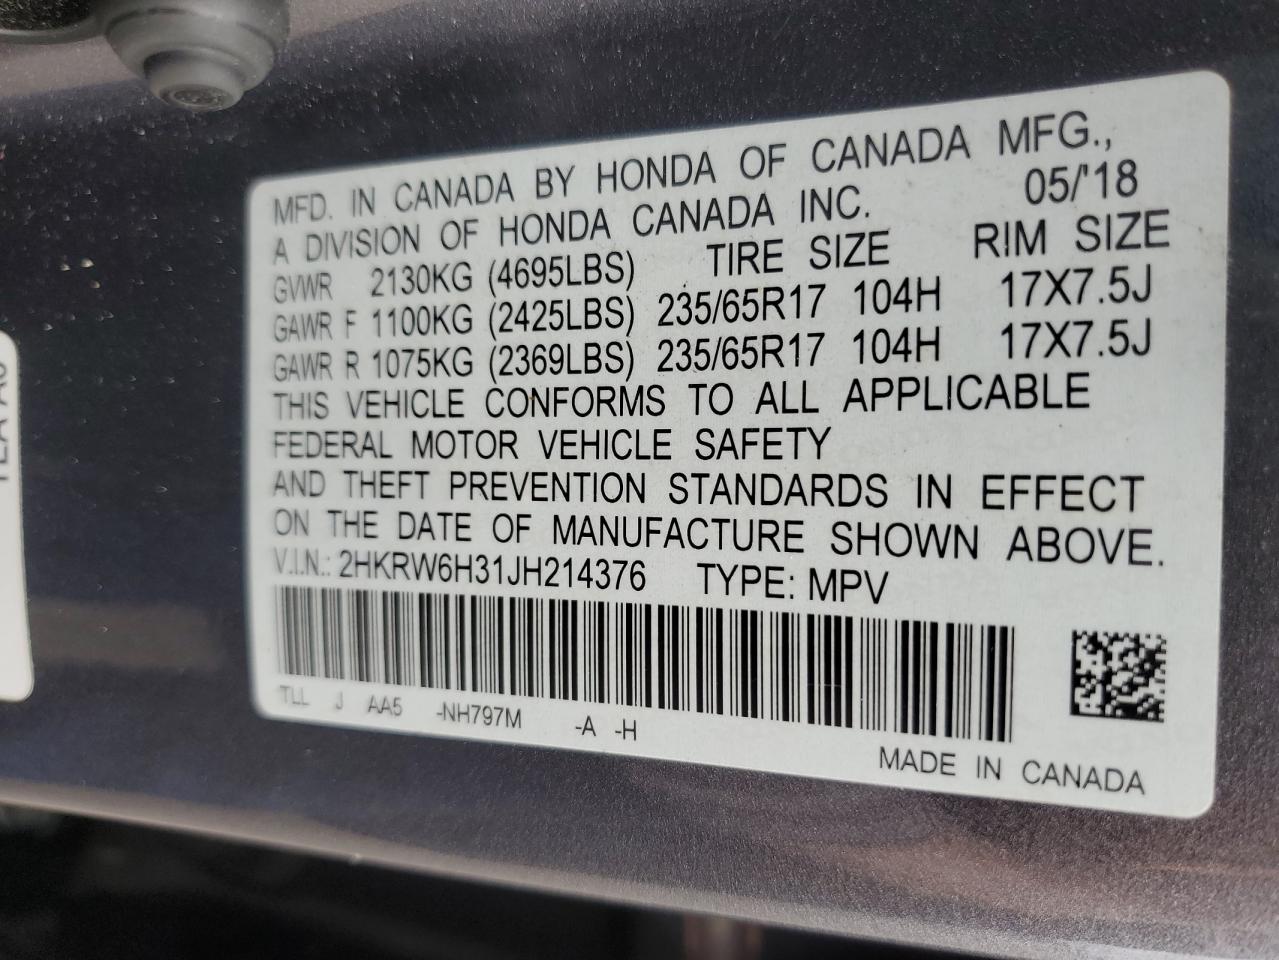 MFD. IN CANADA BY HONDA OF CANADA MFG.,
A DIVISION OF HONDA CANADA INC. 05/'18
GVWR 2130KG (4695LBS) TIRE SIZE RIM SIZE
GAWR F 1100KG (2425LBS) 235/65R17 104H 17X7.5J
GAWR R 1075KG (2369LBS) 235/65R17 104H 17X7.5J
THIS VEHICLE CONFORMS TO ALL APPLICABLE
FEDERAL MOTOR VEHICLE SAFETY
AND THEFT PREVENTION STANDARDS IN EFFECT
ON THE DATE OF MANUFACTURE SHOWN ABOVE.
V.I.N.: 2HKRW6H31JH214376 TYPE: MPV
TLL J AA5 -NH797M -A -H
MADE IN CANADA